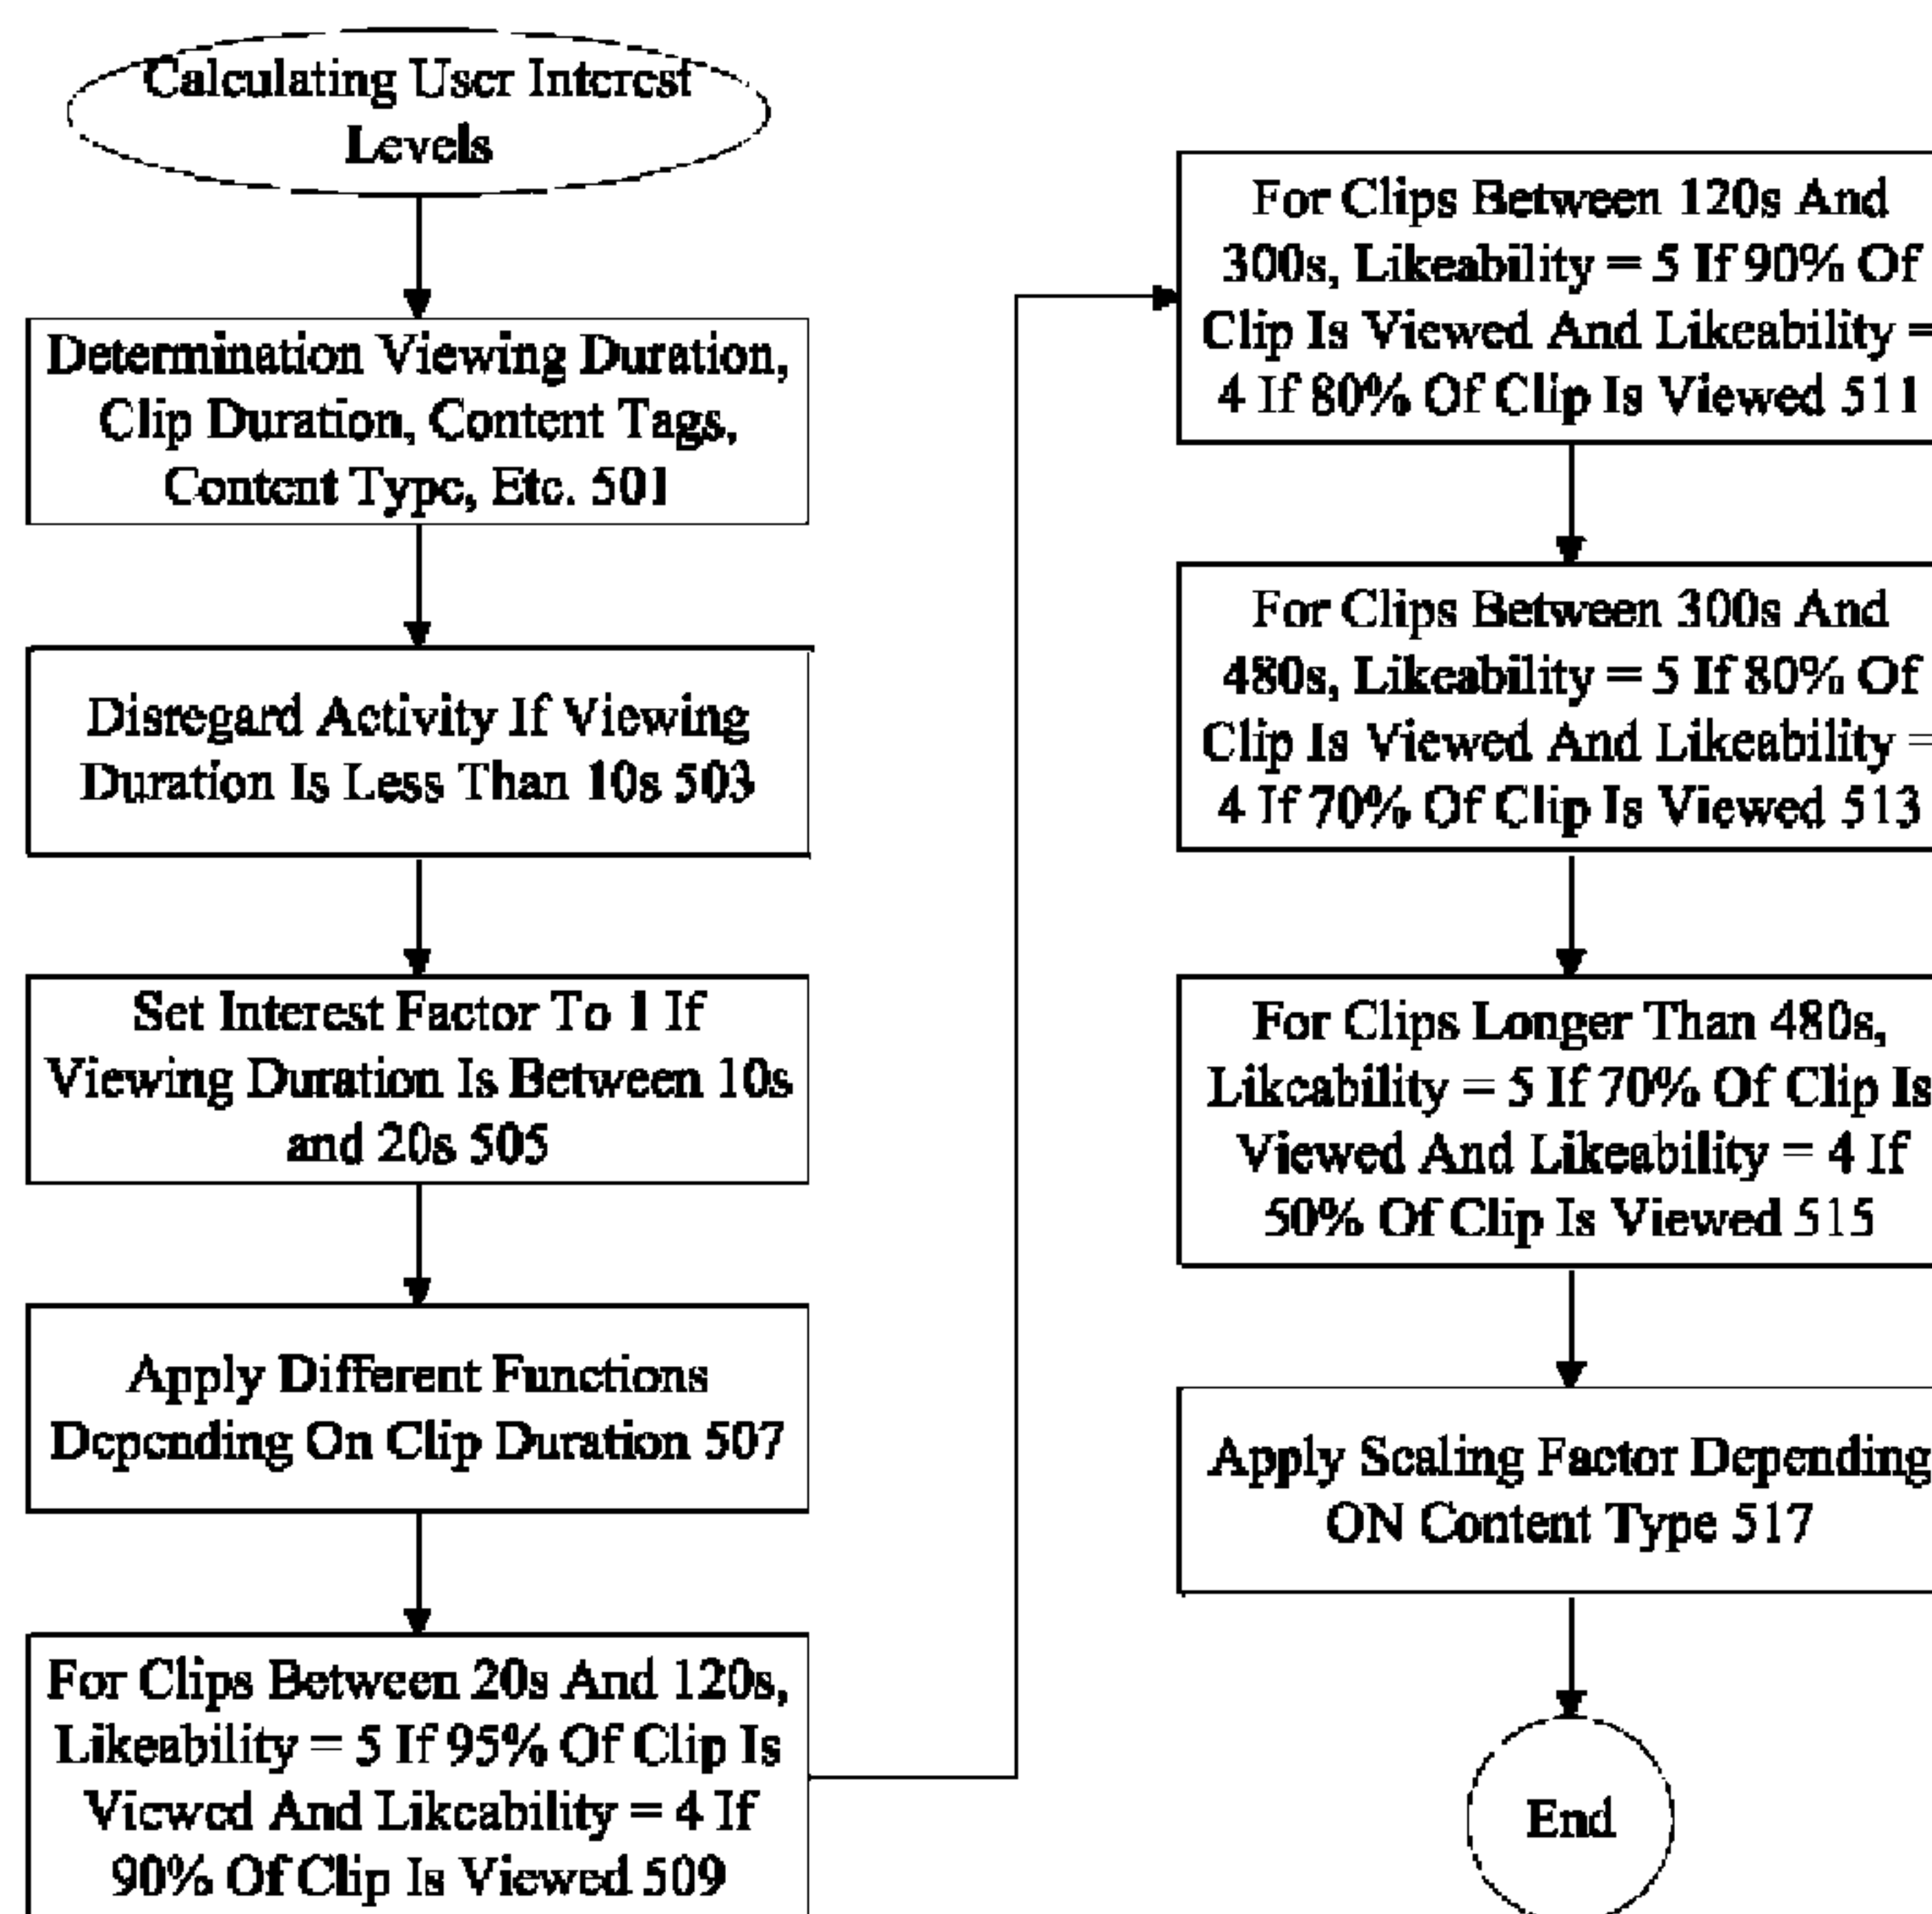 Calculating User Interest
Levels
Determination Viewing Duration,
Clip Duration, Content Tags,
Content Type, Etc. 501
Disregard Activity If Viewing
Duration Is Less Than 10s 503
Set Interest Factor To 1 If
Viewing Duration Is Between 10s
and 20s 505
Apply Different Functions
Depending On Clip Duration 507
For Clips Between 20s And 120s,
Likeability = 5 If 95% Of Clip Is
Viewed And Likeability = 4 If
90% Of Clip Is Viewed 509
For Clips Between 120s And
300s, Likeability = 5 If 90% Of
Clip Is Viewed And Likeability =
4 If 80% Of Clip Is Viewed 511
For Clips Between 300s And
480s, Likeability = 5 If 80% Of
Clip Is Viewed And Likeability =
4 If 70% Of Clip Is Viewed 513
For Clips Longer Than 480s,
Likeability = 5 If 70% Of Clip Is
Viewed And Likeability = 4 If
50% Of Clip Is Viewed 515
Apply Scaling Factor Depending
ON Content Type 517
End